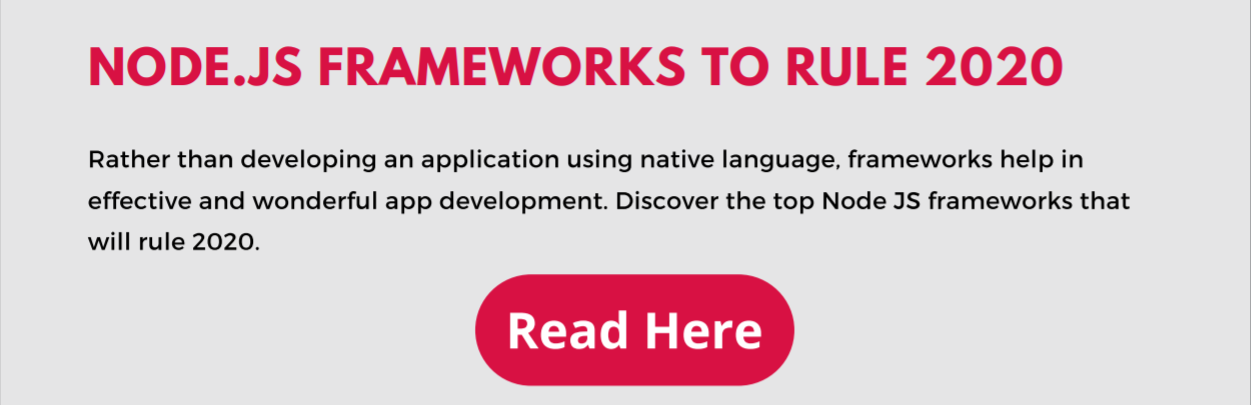 NODE.JS FRAMEWORKS TO RULE 2020
Rather than developing an application using native language, frameworks help in
effective and wonderful app development. Discover the top Node JS frameworks that
will rule 2020.
Read Here